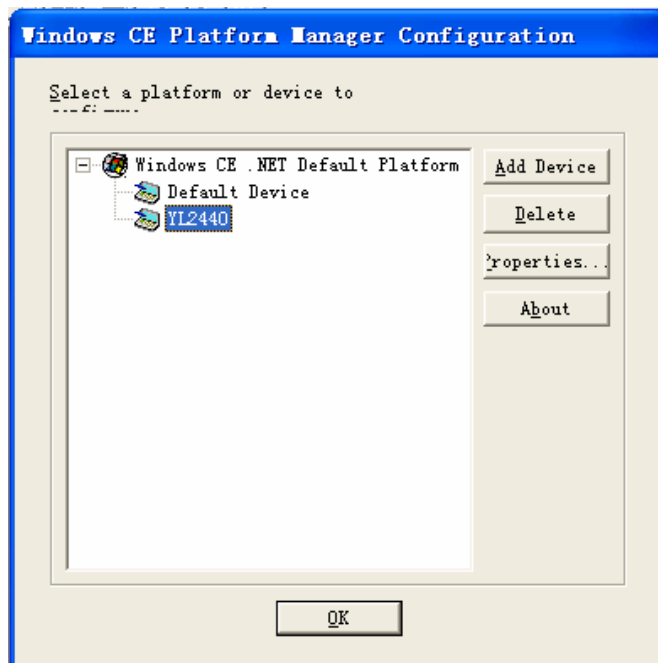 Windows CE Platform Manager Configuration
Select a platform or device to
Windows CE .NET Default Platform
Default Device
YL2440
Add Device
Delete
Properties...
About
OK